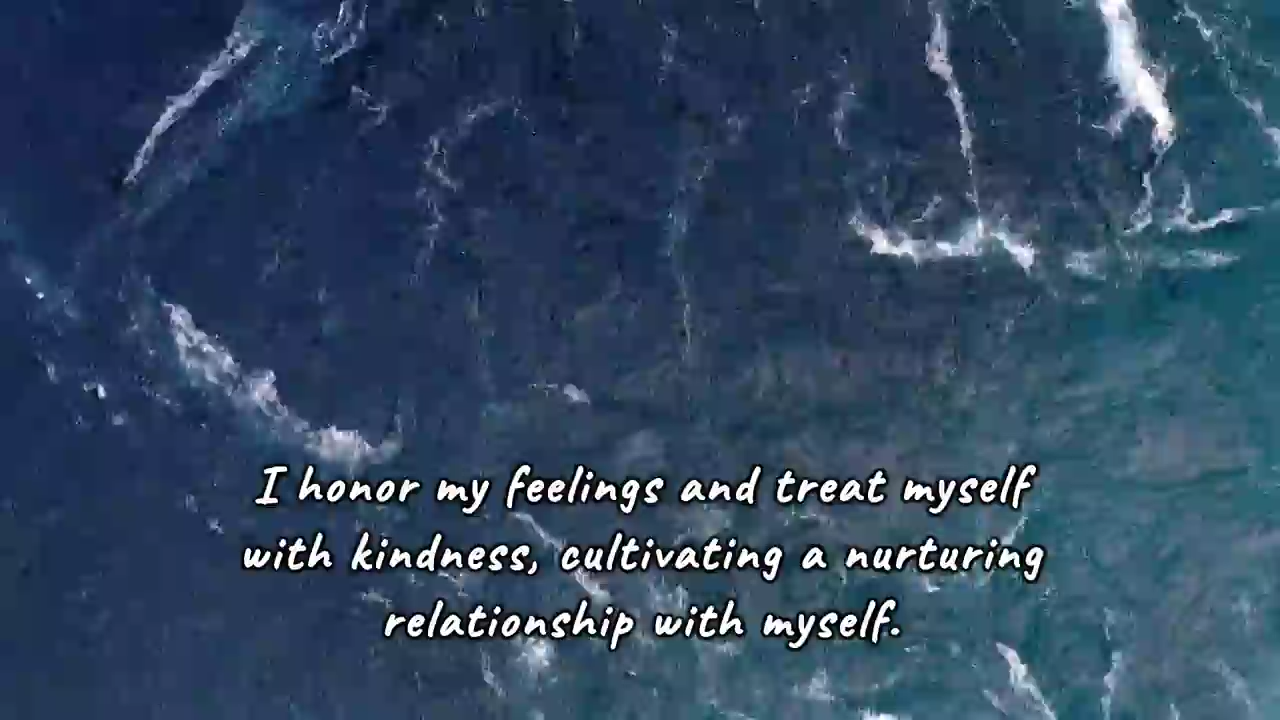 I honor my feelings and treat myself
with kindness, cultivating a nurturing
relationship with myself.